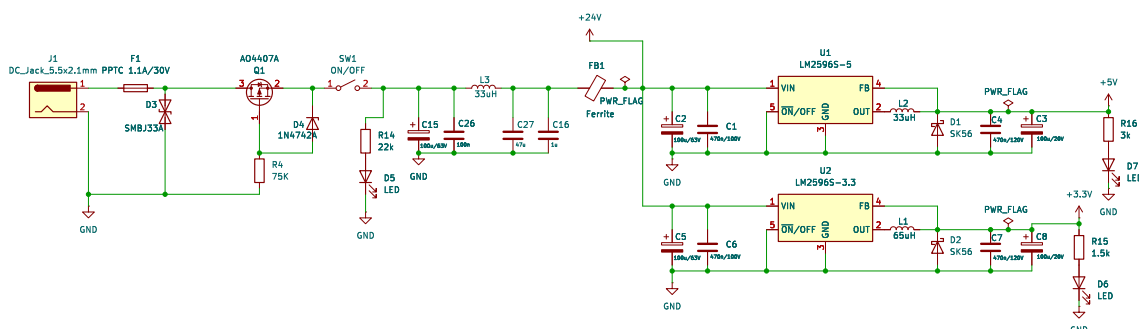 +24V
J1
DC_Jack_5.5x2.1mm
1
2
F1
PPTC 1.1A/30V
D3
SMBJ33A
GND
AO4407A
Q1
3
2
1
D4
1N4742A
R4
75K
SW1
ON/OFF
1
2
R14
22k
D5
LED
GND
C15
100u/63V
C26
100n
GND
L3
33uH
C27
47u
C16
1u
FB1
PWR_FLAG
Ferrite
C2
100u/63V
C1
470n/100V
GND
U1
LM2596S-5
1
VIN
FB
4
5
ON/OFF
GND
OUT
2
3
L2
33uH
D1
SK56
PWR_FLAG
C4
470n/120V
C3
100u/20V
+5V
R16
3k
D7
LED
GND
C5
100u/63V
C6
470n/100V
GND
U2
LM2596S-3.3
1
VIN
FB
4
5
ON/OFF
GND
OUT
2
3
L1
65uH
D2
SK56
PWR_FLAG
C7
470n/120V
C8
100u/20V
+3.3V
R15
1.5k
D6
LED
GND